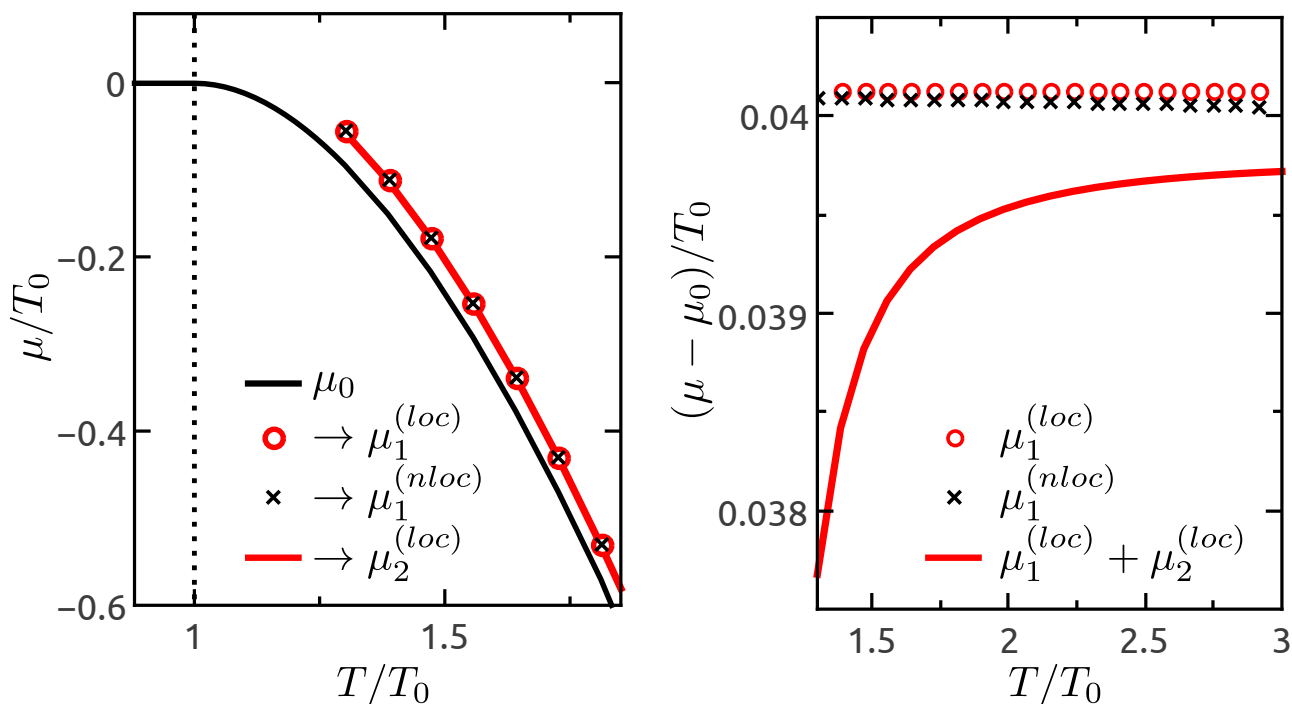 0
−0.2
−0.4
−0.6
1
1.5
μ/T₀
T/T₀
μ₀
→ μ₁^(loc)
→ μ₁^(nloc)
→ μ₂^(loc)
0.04
0.039
0.038
1.5
2
2.5
3
(μ − μ₀)/T₀
T/T₀
μ₁^(loc)
μ₁^(nloc)
μ₁^(loc) + μ₂^(loc)